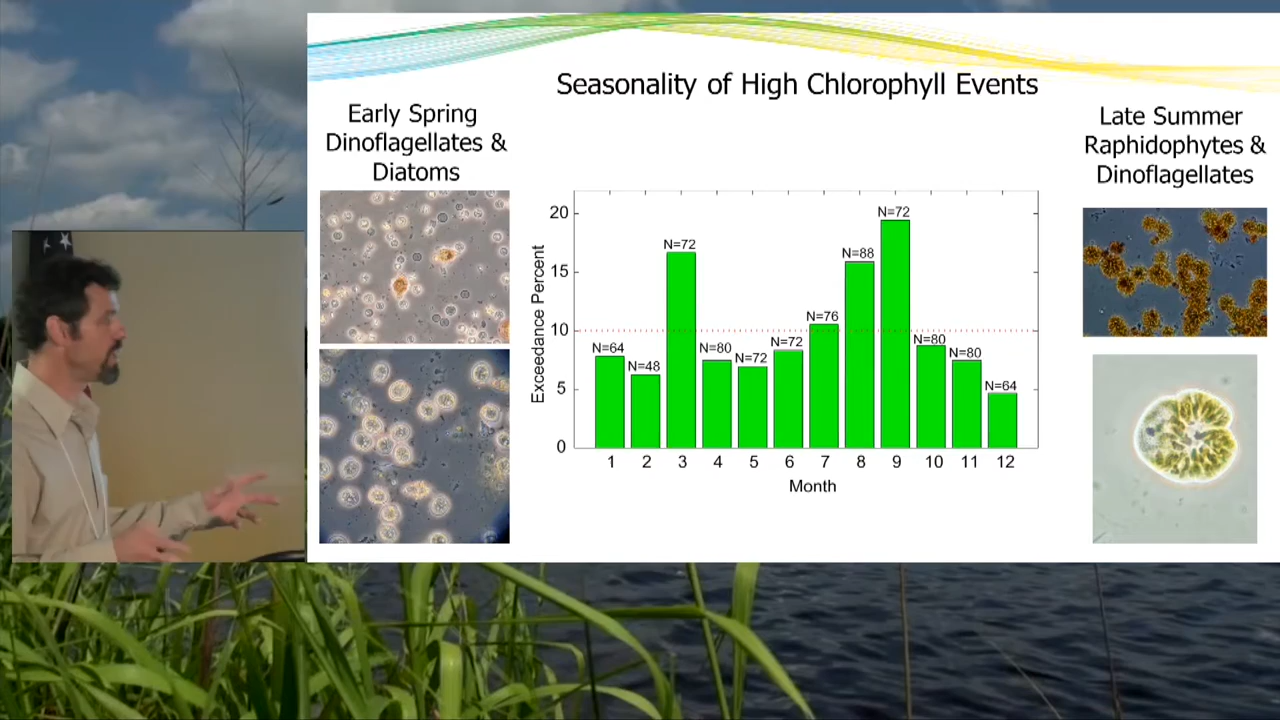 Seasonality of High Chlorophyll Events
Early Spring
Dinoflagellates &
Diatoms
Late Summer
Raphidophytes &
Dinoflagellates
Exceedance Percent
20
15
10
5
0
N=64
N=48
N=72
N=80
N=72
N=72
N=76
N=88
N=72
N=80
N=80
N=64
1 2 3 4 5 6 7 8 9 10 11 12
Month